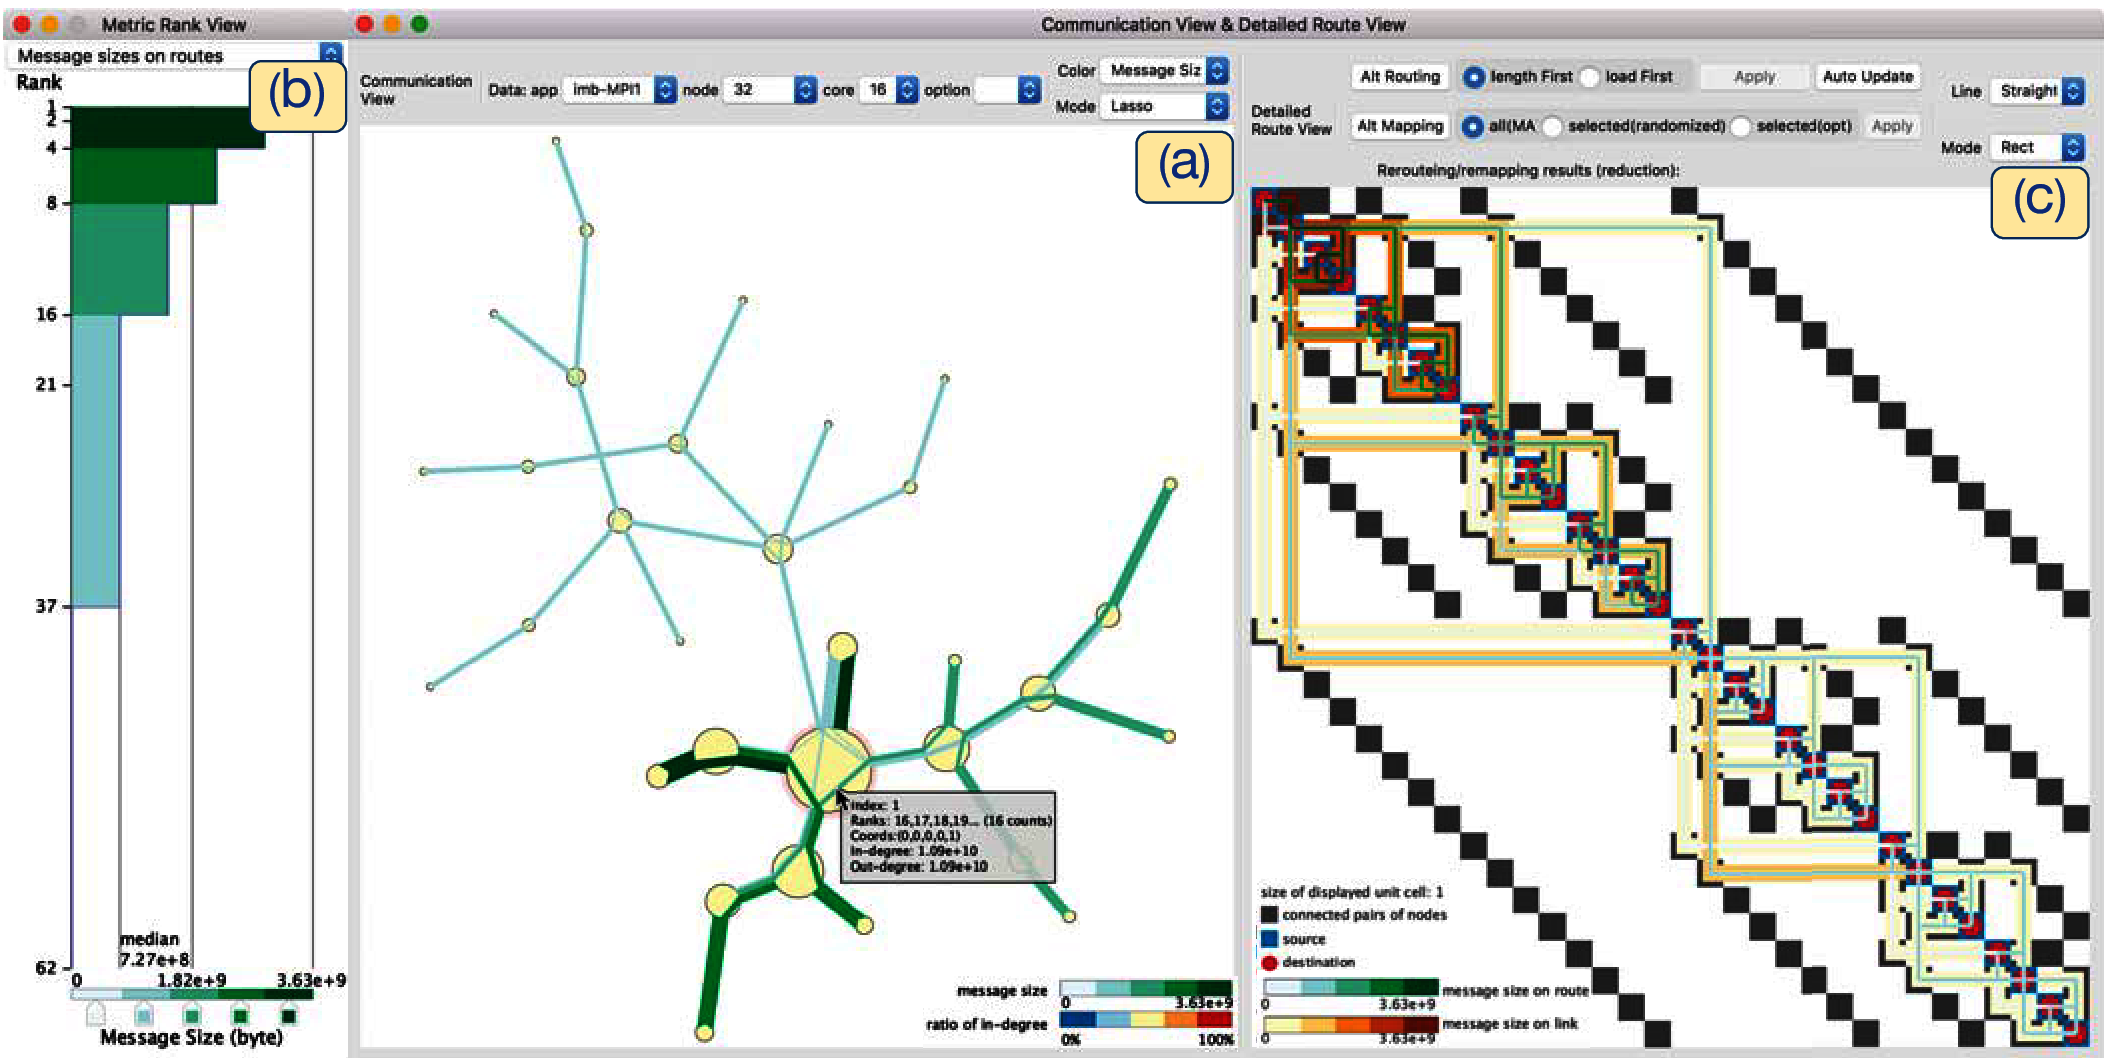 Metric Rank View
Message sizes on routes
Rank
(b)
1
2
4
8
16
21
37
62
median
7.27e+8
0 1.82e+9 3.63e+9
Message Size (byte)
Communication View & Detailed Route View
Communication View
Data: app imb-MPI1 node 32 core 16 option
Color Message Siz
Mode Lasso
(a)
Index: 1
Ranks: 16,17,18,19... (16 counts)
Coords:(0,0,0,0,1)
In-degree: 1.09e+10
Out-degree: 1.09e+10
message size
0 3.63e+9
ratio of in-degree
0% 100%
Detailed Route View
Alt Routing length First load First Apply Auto Update
Alt Mapping all(MA selected(randomized) selected(opt) Apply
Line Straight
Mode Rect
Rerouteing/remapping results (reduction):
(c)
size of displayed unit cell: 1
connected pairs of nodes
source
destination
message size on route
0 3.63e+9
message size on link
0 3.63e+9